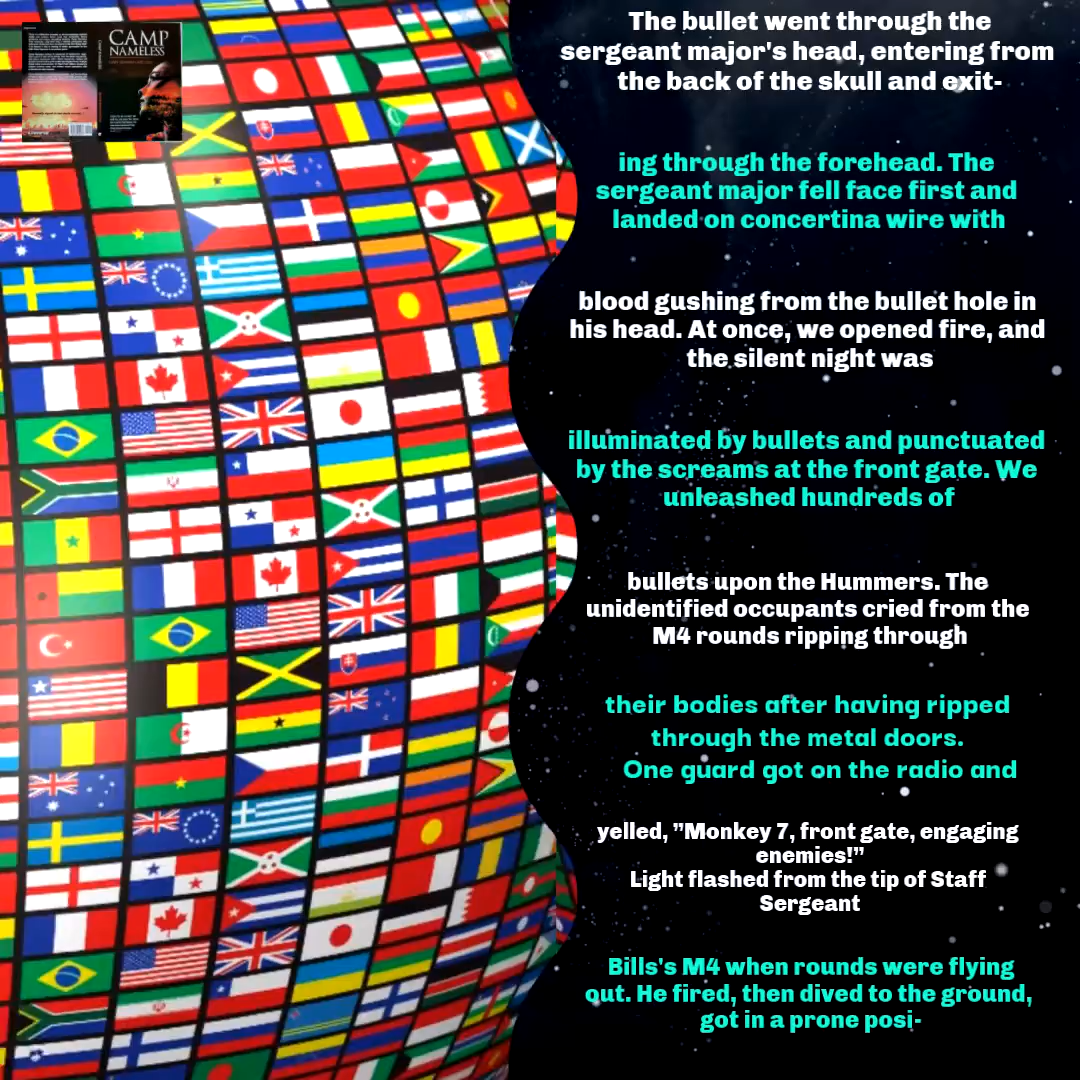 CAMP
NAMELESS
The bullet went through the
sergeant major's head, entering from
the back of the skull and exit-
ing through the forehead. The
sergeant major fell face first and
landed on concertina wire with
blood gushing from the bullet hole in
his head. At once, we opened fire, and
the silent night was
illuminated by bullets and punctuated
by the screams at the front gate. We
unleashed hundreds of
bullets upon the Hummers. The
unidentified occupants cried from the
M4 rounds ripping through
their bodies after having ripped
through the metal doors.
One guard got on the radio and
yelled, ”Monkey 7, front gate, engaging
enemies!”
Light flashed from the tip of Staff
Sergeant
Bills's M4 when rounds were flying
out. He fired, then dived to the ground,
got in a prone posi-